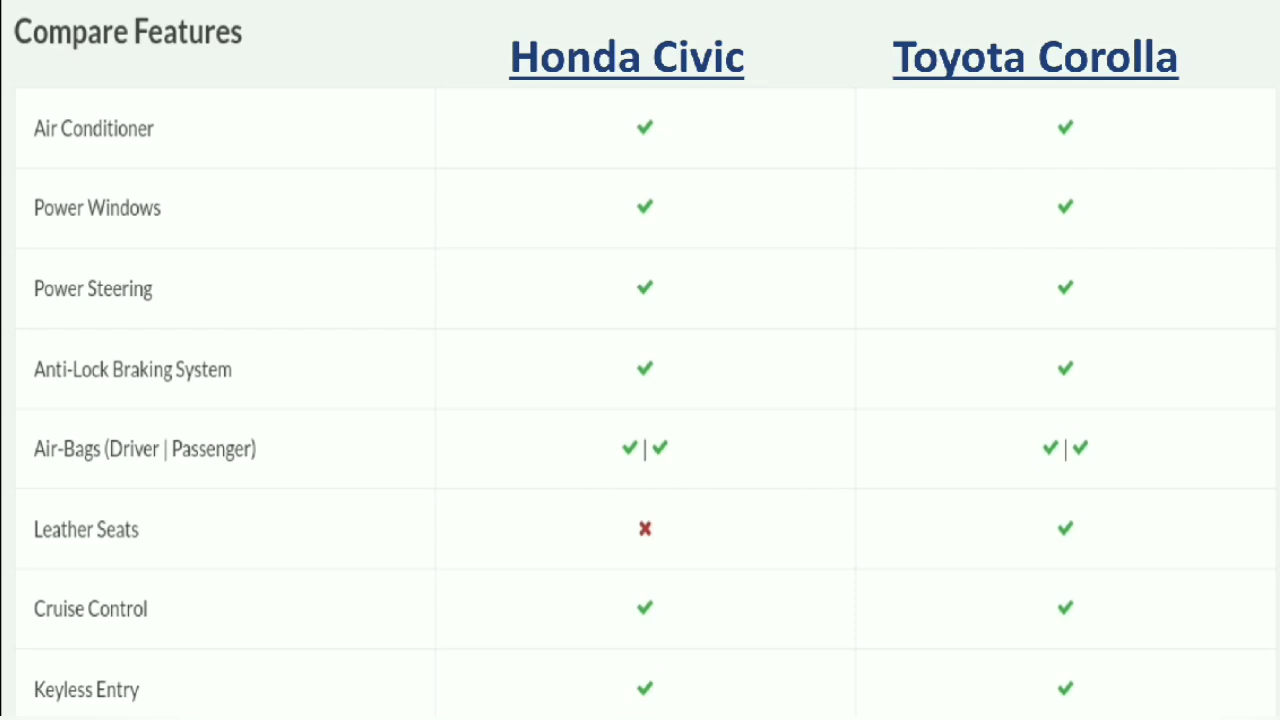 Compare Features
Honda Civic Toyota Corolla
Air Conditioner ✔ ✔
Power Windows ✔ ✔
Power Steering ✔ ✔
Anti-Lock Braking System ✔ ✔
Air-Bags (Driver | Passenger) ✔|✔ ✔|✔
Leather Seats ✖ ✔
Cruise Control ✔ ✔
Keyless Entry ✔ ✔